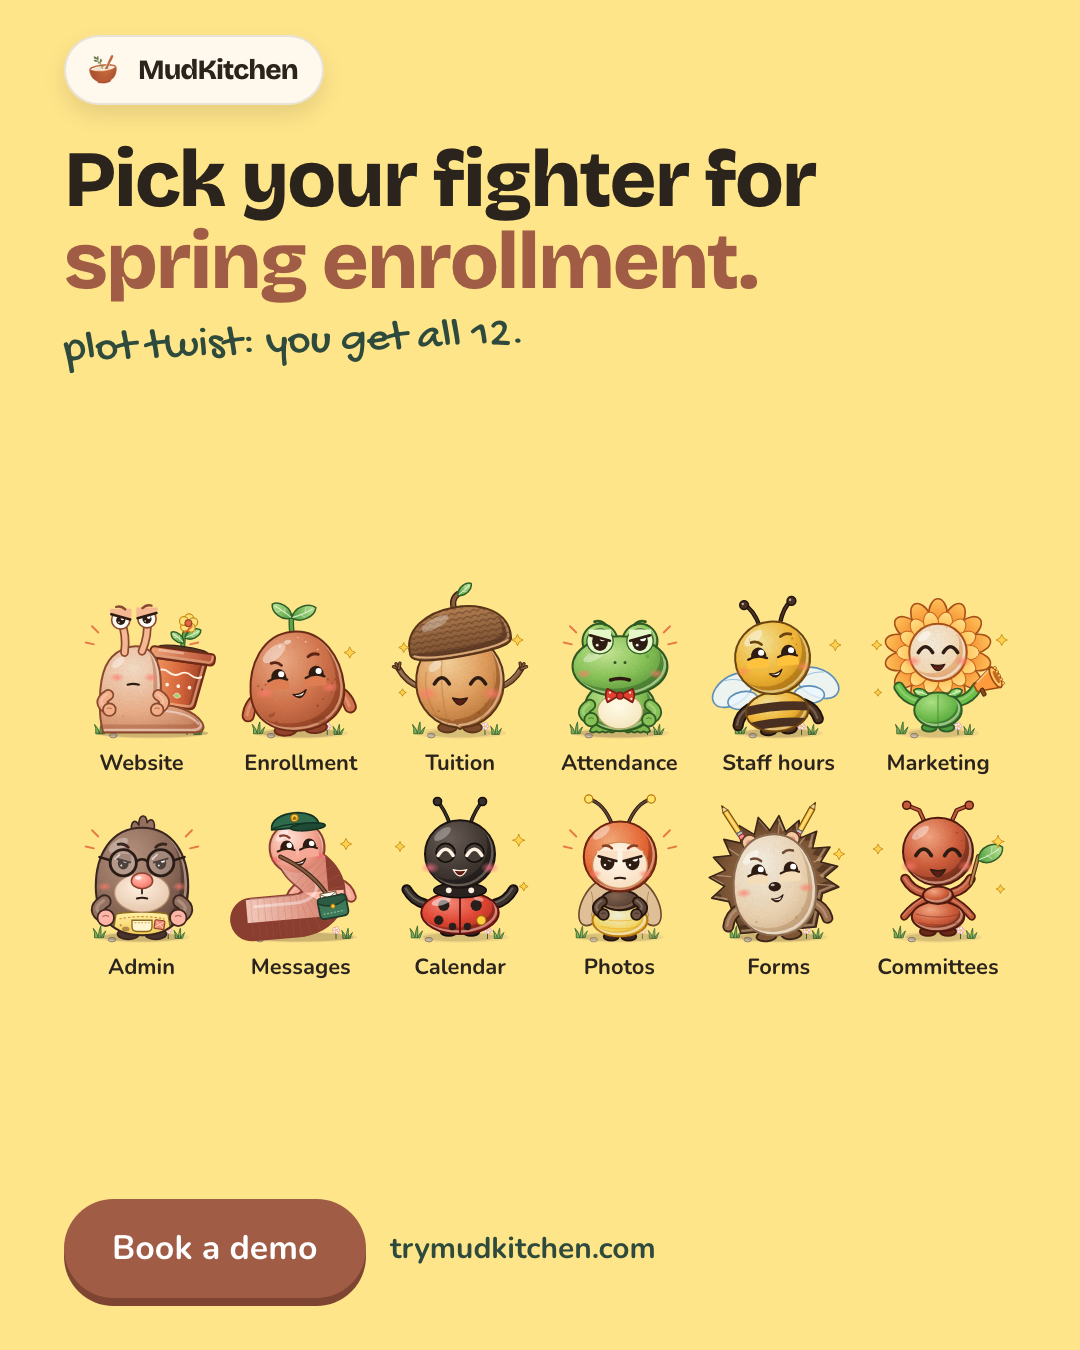 MudKitchen
Pick your fighter for
spring enrollment.
plot twist: you get all 12.
Website
Enrollment
Tuition
Attendance
Staff hours
Marketing
Admin
Messages
Calendar
Photos
Forms
Committees
Book a demo
trymudkitchen.com